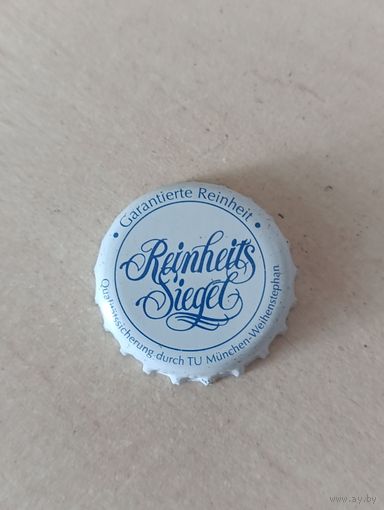 • Garantierte Reinheit •
Reinheits
Siegel
Qualitätssicherung durch TU München-Weihenstephan
www.ay.by